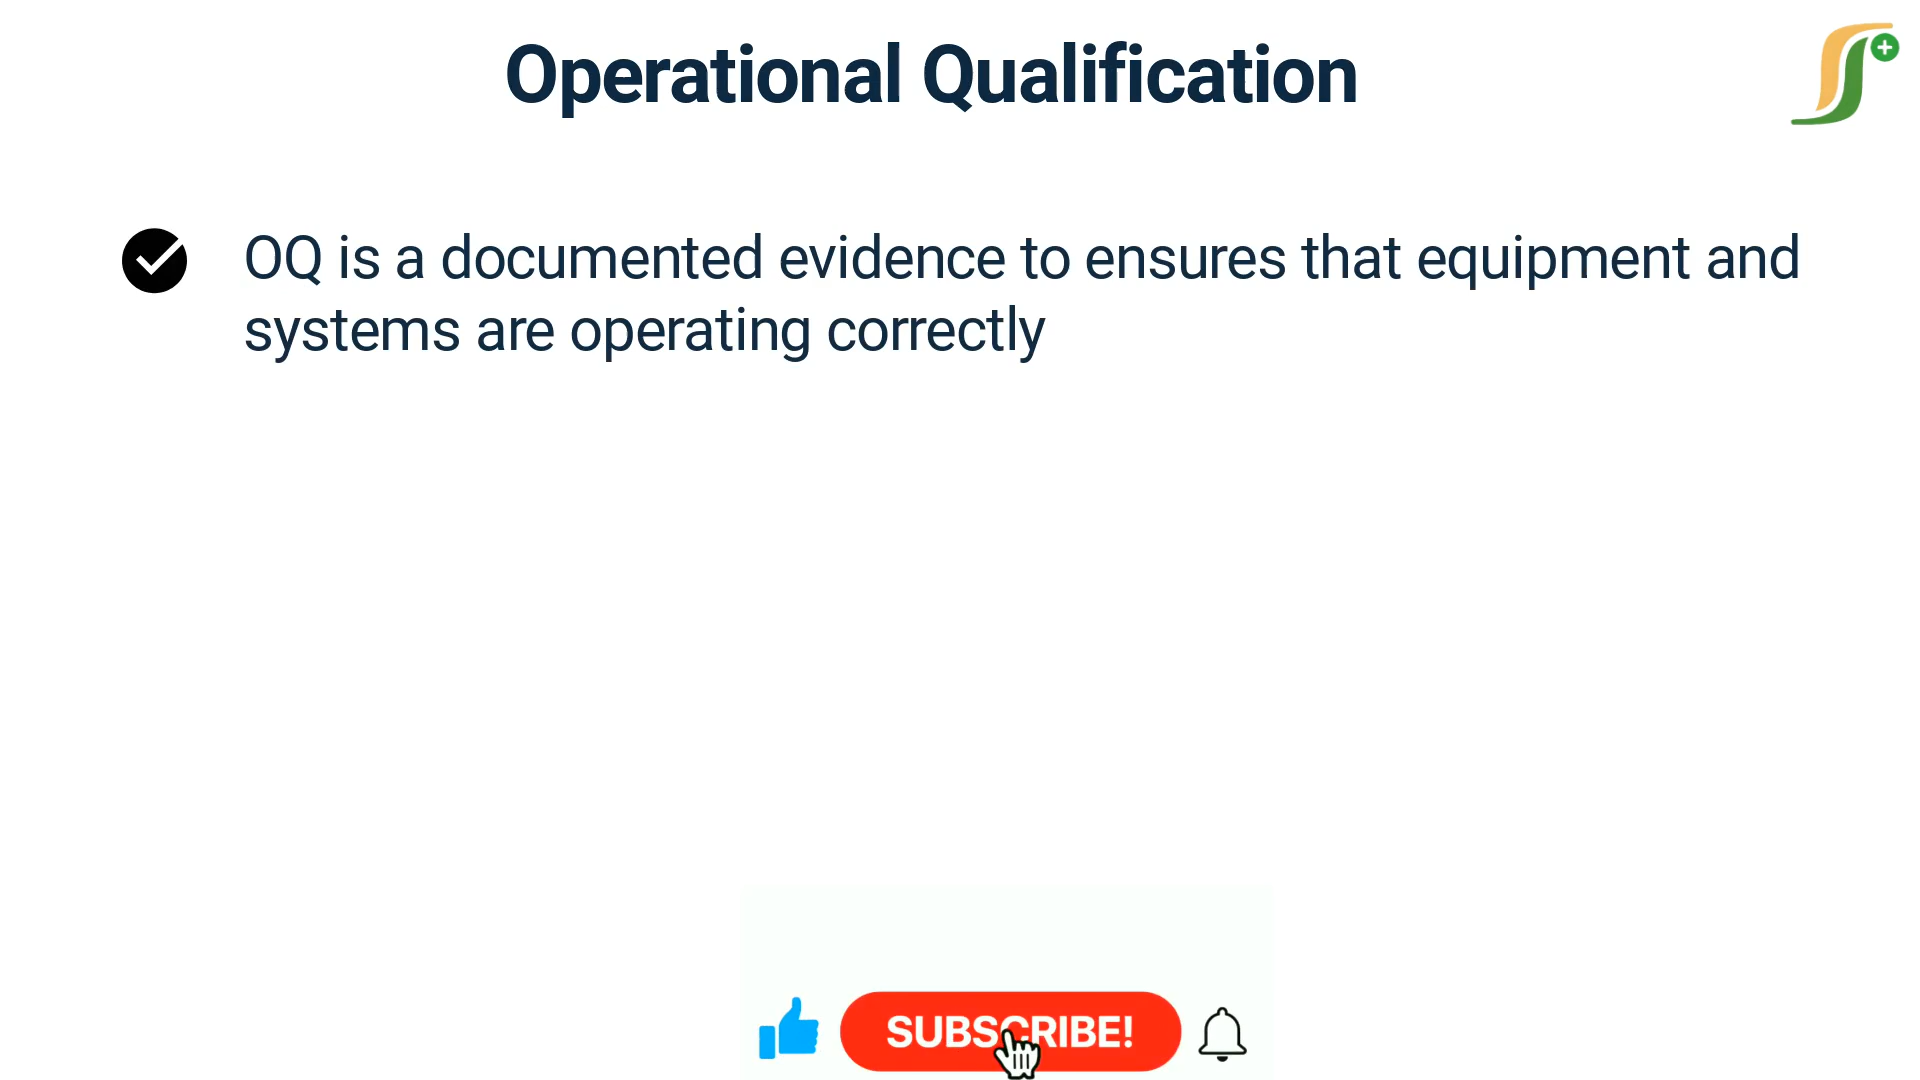 Operational Qualification
OQ is a documented evidence to ensures that equipment and
systems are operating correctly
SUBSCRIBE!